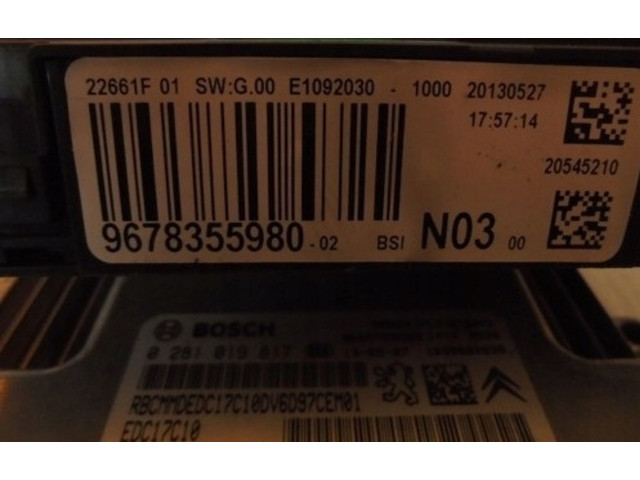 22661F 01 SW:G.00 E1092030 - 1000 20130527
17:57:14
20545210
9678355980 -02 BSI N03 00
BOSCH
0 281 019 617
RBCMMDEDC17C10DV6D97CEM01
EDC17C10